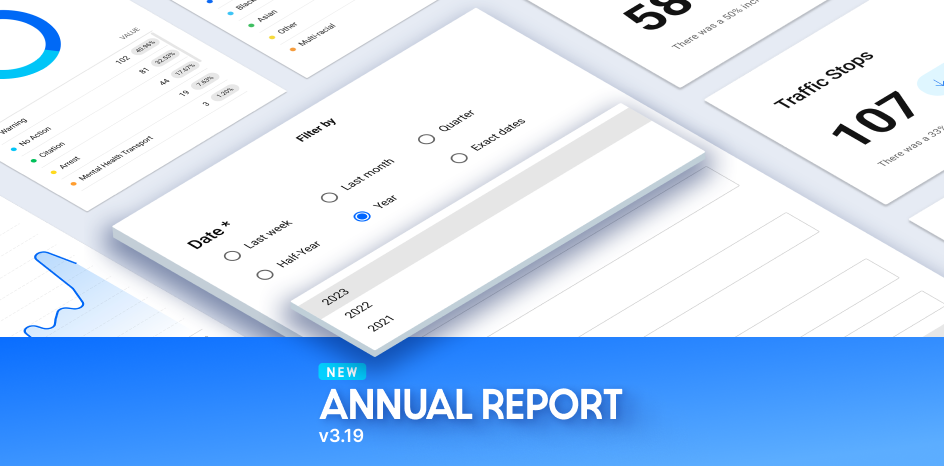 VALUE
102 49.96%
Warning 81 32.53%
No Action 44 17.67%
Citation 19 7.63%
Arrest 3 1.20%
Mental Health Transport
Asian
Other
Multi-racial
58
There was a 50%
Traffic Stops
107
There was a 33%
Filter by
Date *
Last week
Last month
Quarter
Half-Year
Year
Exact dates
2023
2022
2021
NEW
ANNUAL REPORT
v3.19